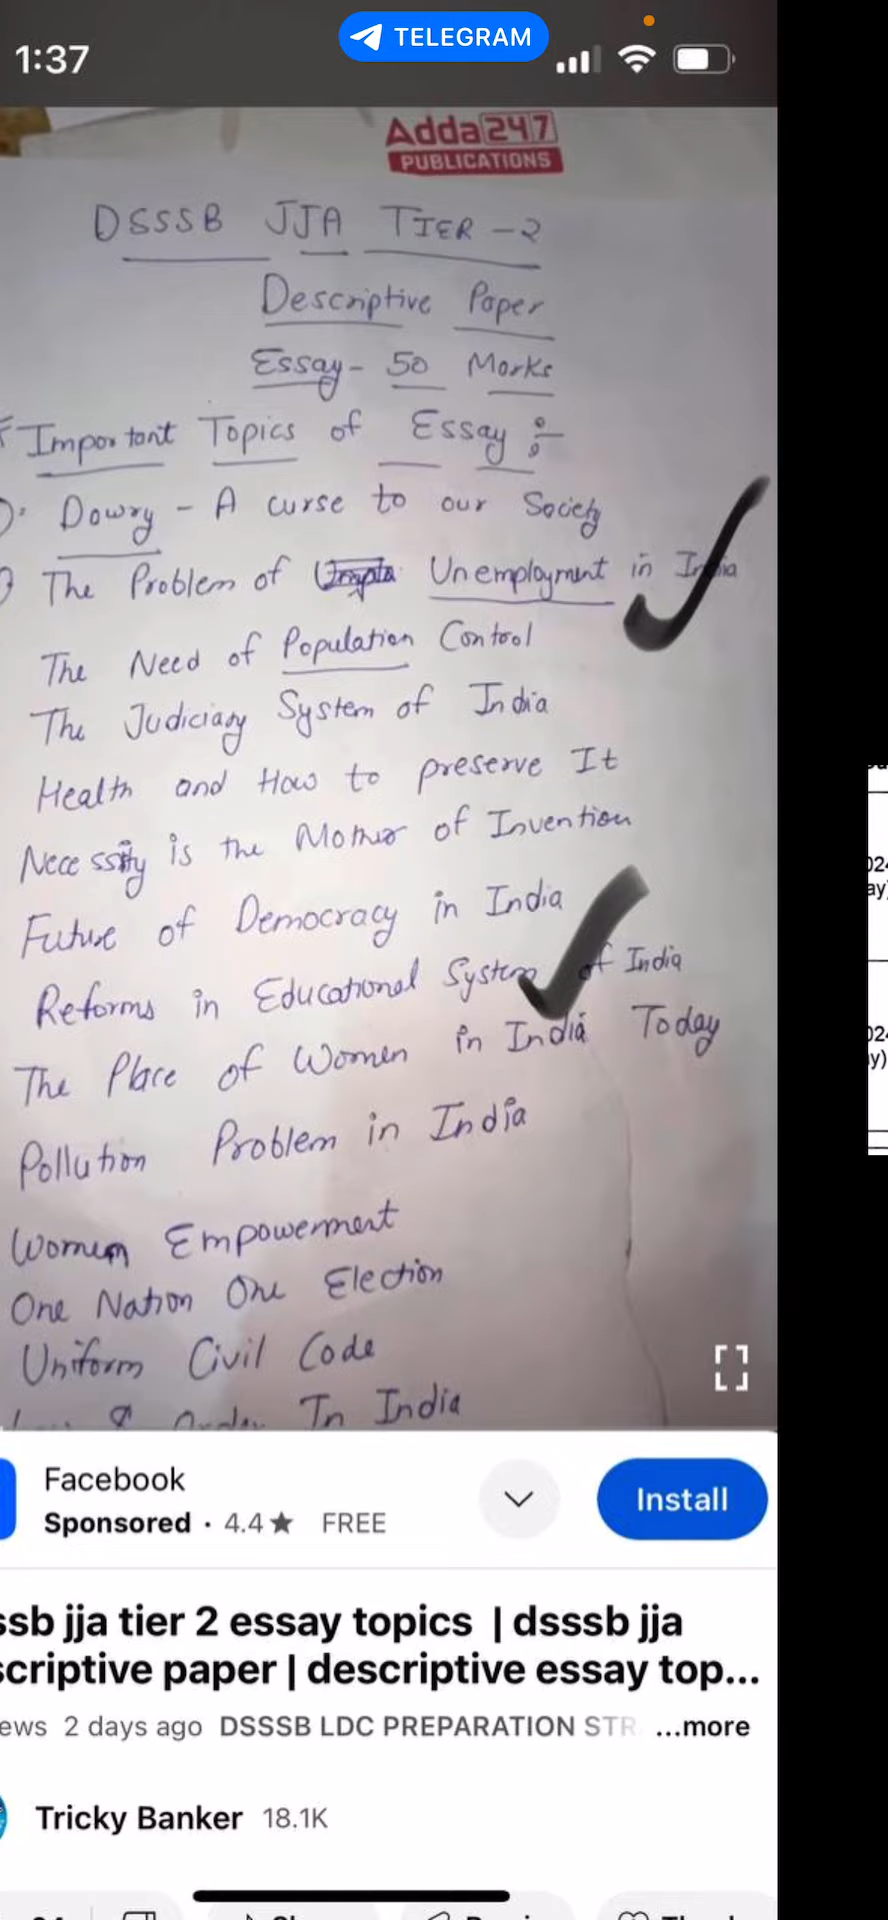 1:37
TELEGRAM
Adda247
PUBLICATIONS
DSSSB JJA TIER-2
Descriptive Paper
Essay- 50 Marks
Important Topics of Essay :-
Dowry - A curse to our Society
The Problem of Unemployment in India
The Need of Population Control
The Judiciary System of India
Health and How to preserve It
Necessity is the Mother of Invention
Future of Democracy in India
Reforms in Educational System of India
The Place of Women in India Today
Pollution Problem in India
Women Empowerment
One Nation One Election
Uniform Civil Code
& Order In India
Facebook
Sponsored · 4.4★ FREE
Install
ssb jja tier 2 essay topics | dsssb jja
scriptive paper | descriptive essay top...
ews 2 days ago DSSSB LDC PREPARATION STR ...more
Tricky Banker 18.1K